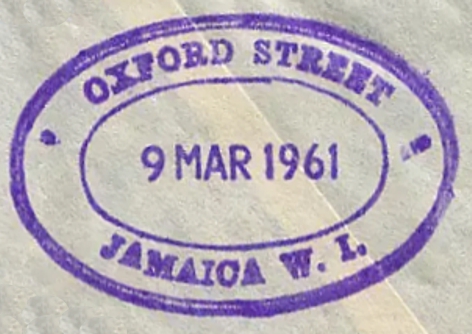 OXFORD STREET
9 MAR 1961
JAMAICA W. I.